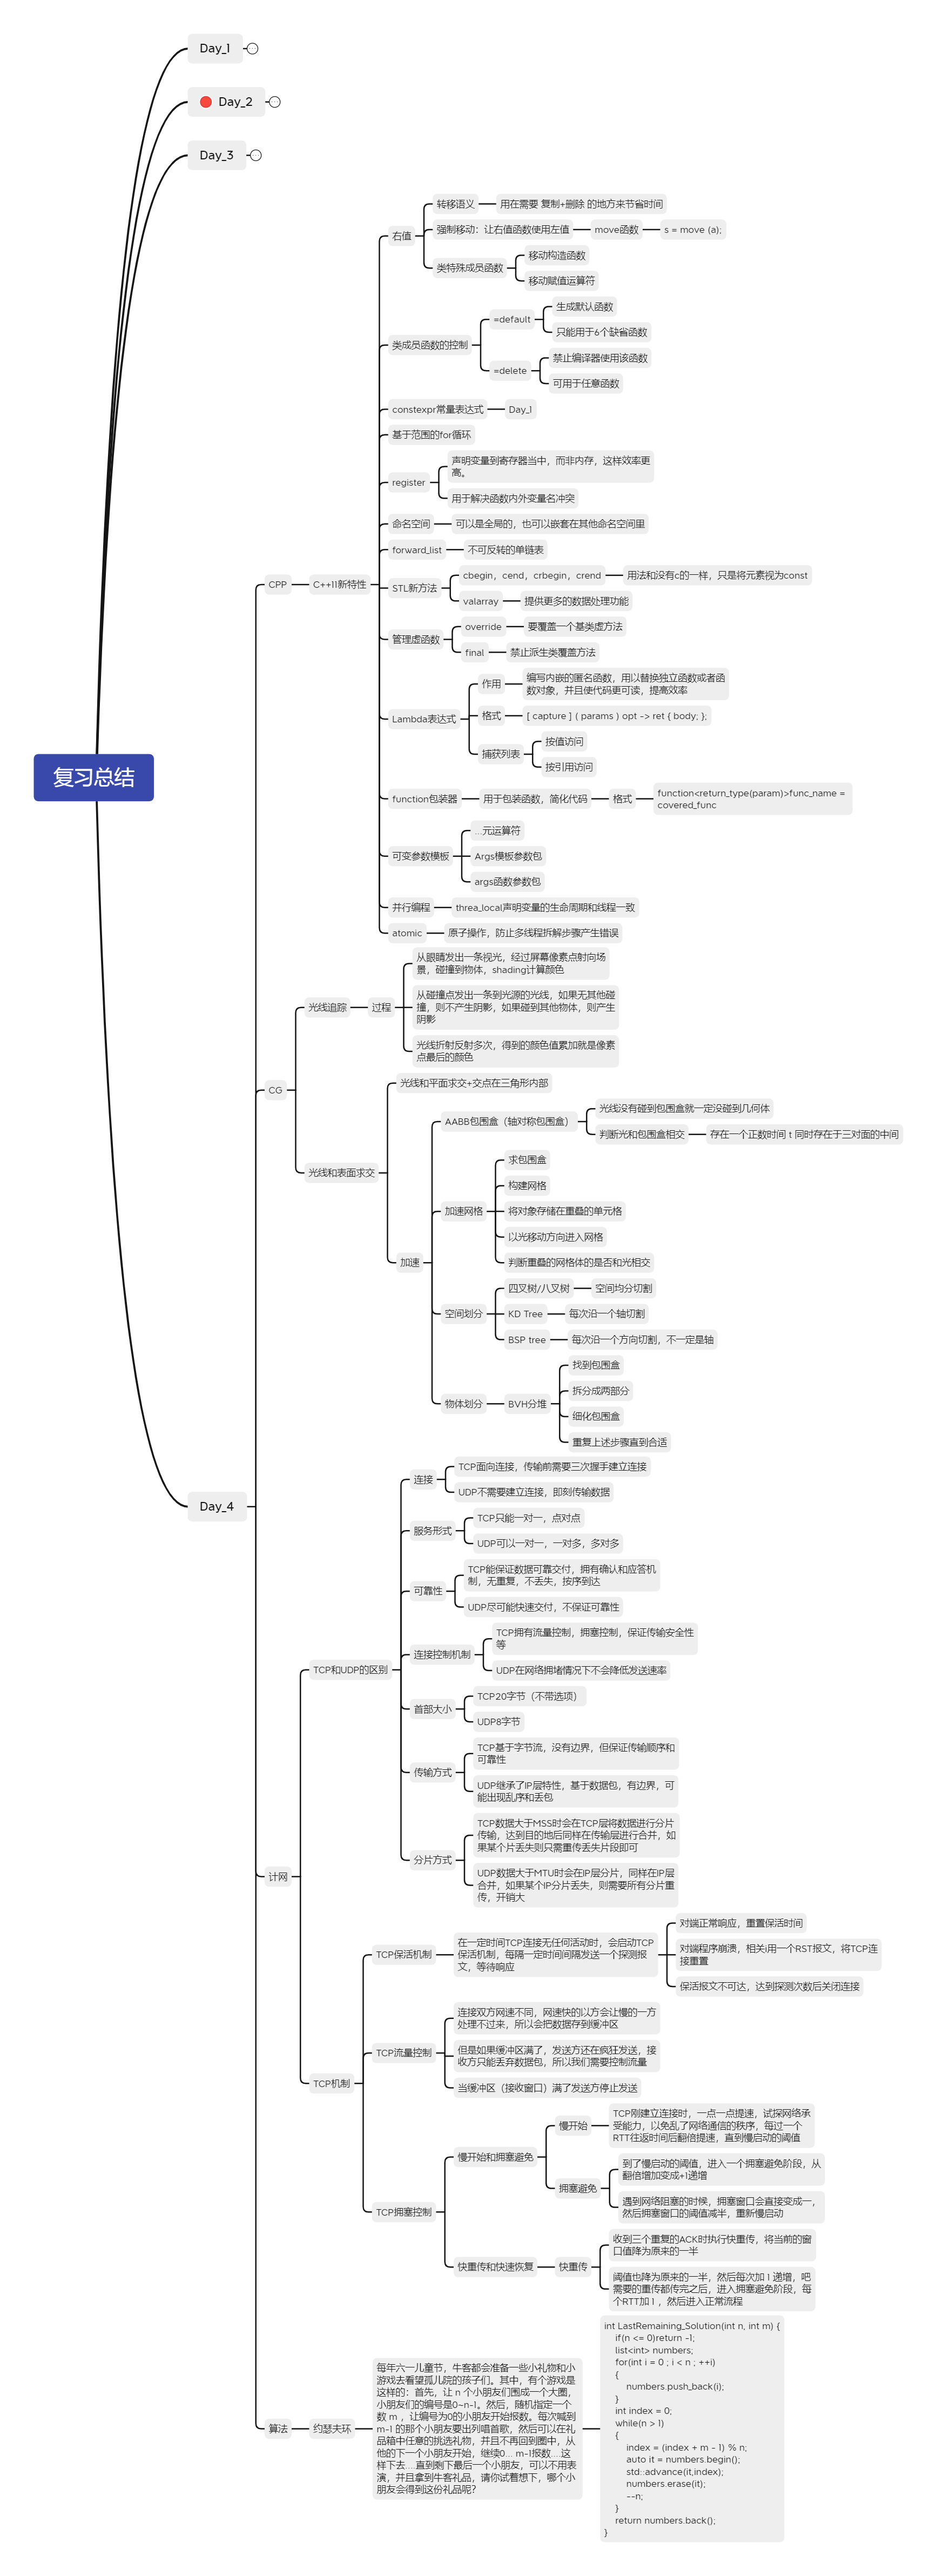 Day_1
Day_2
Day_3
右值
转移语义
用在需要 复制+删除 的地方来节省时间
强制移动：让右值函数使用左值
move函数
s = move (a);
类特殊成员函数
移动构造函数
移动赋值运算符
类成员函数的控制
=default
生成默认函数
只能用于6个缺省函数
=delete
禁止编译器使用该函数
可用于任意函数
constexpr常量表达式
Day_1
基于范围的for循环
register
声明变量到寄存器当中，而非内存，这样效率更
高。
用于解决函数内外变量名冲突
命名空间
可以是全局的，也可以嵌套在其他命名空间里
forward_list
不可反转的单链表
CPP
C++11新特性
STL新方法
cbegin，cend，crbegin，crend
用法和没有c的一样，只是将元素视为const
valarray
提供更多的数据处理功能
管理虚函数
override
要覆盖一个基类虚方法
final
禁止派生类覆盖方法
Lambda表达式
作用
编写内嵌的匿名函数，用以替换独立函数或者函
数对象，并且使代码更可读，提高效率
格式
[ capture ] ( params ) opt -> ret { body; };
捕获列表
按值访问
按引用访问
复习总结
function包装器
用于包装函数，简化代码
格式
function<return_type(param)>func_name =
covered_func
可变参数模板
...元运算符
Args模板参数包
args函数参数包
并行编程
threa_local声明变量的生命周期和线程一致
atomic
原子操作，防止多线程拆解步骤产生错误
CG
光线追踪
过程
从眼睛发出一条视光，经过屏幕像素点射向场
景，碰撞到物体，shading计算颜色
从碰撞点发出一条到光源的光线，如果无其他碰
撞，则不产生阴影，如果碰到其他物体，则产生
阴影
光线折射反射多次，得到的颜色值累加就是像素
点最后的颜色
光线和表面求交
光线和平面求交+交点在三角形内部
加速
AABB包围盒（轴对称包围盒）
光线没有碰到包围盒就一定没碰到几何体
判断光和包围盒相交
存在一个正数时间 t 同时存在于三对面的中间
加速网格
求包围盒
构建网格
将对象存储在重叠的单元格
以光移动方向进入网格
判断重叠的网格体的是否和光相交
空间划分
四叉树/八叉树
空间均分切割
KD Tree
每次沿一个轴切割
BSP tree
每次沿一个方向切割，不一定是轴
物体划分
BVH分堆
找到包围盒
拆分成两部分
细化包围盒
重复上述步骤直到合适
Day_4
计网
TCP和UDP的区别
连接
TCP面向连接，传输前需要三次握手建立连接
UDP不需要建立连接，即刻传输数据
服务形式
TCP只能一对一，点对点
UDP可以一对一，一对多，多对多
可靠性
TCP能保证数据可靠交付，拥有确认和应答机
制，无重复，不丢失，按序到达
UDP尽可能快速交付，不保证可靠性
连接控制机制
TCP拥有流量控制，拥塞控制，保证传输安全性
等
UDP在网络拥堵情况下不会降低发送速率
首部大小
TCP20字节（不带选项）
UDP8字节
传输方式
TCP基于字节流，没有边界，但保证传输顺序和
可靠性
UDP继承了IP层特性，基于数据包，有边界，可
能出现乱序和丢包
分片方式
TCP数据大于MSS时会在TCP层将数据进行分片
传输，达到目的地后同样在传输层进行合并，如
果某个片丢失则只需重传丢失片段即可
UDP数据大于MTU时会在IP层分片，同样在IP层
合并，如果某个IP分片丢失，则需要所有分片重
传，开销大
TCP机制
TCP保活机制
在一定时间TCP连接无任何活动时，会启动TCP
保活机制，每隔一定时间间隔发送一个探测报
文，等待响应
对端正常响应，重置保活时间
对端程序崩溃，相关i用一个RST报文，将TCP连
接重置
保活报文不可达，达到探测次数后关闭连接
TCP流量控制
连接双方网速不同，网速快的以方会让慢的一方
处理不过来，所以会把数据存到缓冲区
但是如果缓冲区满了，发送方还在疯狂发送，接
收方只能丢弃数据包，所以我们需要控制流量
当缓冲区（接收窗口）满了发送方停止发送
TCP拥塞控制
慢开始和拥塞避免
慢开始
TCP刚建立连接时，一点一点提速，试探网络承
受能力，以免乱了网络通信的秩序，每过一个
RTT往返时间后翻倍提速，直到慢启动的阈值
拥塞避免
到了慢启动的阈值，进入一个拥塞避免阶段，从
翻倍增加变成+1递增
遇到网络阻塞的时候，拥塞窗口会直接变成一，
然后拥塞窗口的阈值减半，重新慢启动
快重传和快速恢复
快重传
收到三个重复的ACK时执行快重传，将当前的窗
口值降为原来的一半
阈值也降为原来的一半，然后每次加 1 递增，吧
需要的重传都传完之后，进入拥塞避免阶段，每
个RTT加 1 ，然后进入正常流程
算法
约瑟夫环
每年六一儿童节，牛客都会准备一些小礼物和小
游戏去看望孤儿院的孩子们。其中，有个游戏是
这样的：首先，让 n 个小朋友们围成一个大圈，
小朋友们的编号是0~n-1。然后，随机指定一个
数 m ，让编号为0的小朋友开始报数。每次喊到
m-1 的那个小朋友要出列唱首歌，然后可以在礼
品箱中任意的挑选礼物，并且不再回到圈中，从
他的下一个小朋友开始，继续0... m-1报数....这
样下去....直到剩下最后一个小朋友，可以不用表
演，并且拿到牛客礼品，请你试着想下，哪个小
朋友会得到这份礼品呢？
int LastRemaining_Solution(int n, int m) {
if(n <= 0)return -1;
list<int> numbers;
for(int i = 0 ; i < n ; ++i)
{
numbers.push_back(i);
}
int index = 0;
while(n > 1)
{
index = (index + m - 1) % n;
auto it = numbers.begin();
std::advance(it,index);
numbers.erase(it);
--n;
}
return numbers.back();
}